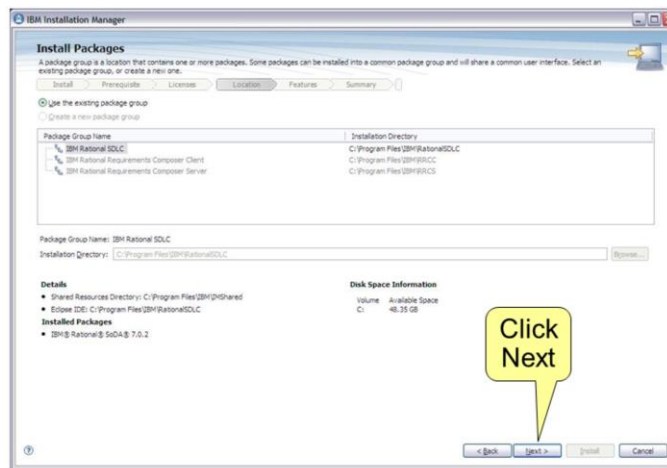 IBM Installation Manager
Install Packages
A package group is a location that contains one or more packages. Some packages can be installed into a common package group and will share a common user interface. Select an
existing package group, or create a new one.
Install Prerequisite Licenses Location Features Summary
Use the existing package group
Create a new package group
Package Group Name Installation Directory
IBM Rational SDLC C:\Program Files\IBM\RationalSDLC
IBM Rational Requirements Composer Client C:\Program Files\IBM\RRCC
IBM Rational Requirements Composer Server C:\Program Files\IBM\RRCS
Package Group Name: IBM Rational SDLC
Installation Directory: C:\Program Files\IBM\RationalSDLC Browse...
Details Disk Space Information
• Shared Resources Directory: C:\Program Files\IBM\IMShared Volume Available Space
• Eclipse IDE: C:\Program Files\IBM\RationalSDLC C: 48.35 GB
Installed Packages
• IBM® Rational® SoDA® 7.0.2
Click
Next
? < Back Next > Install Cancel